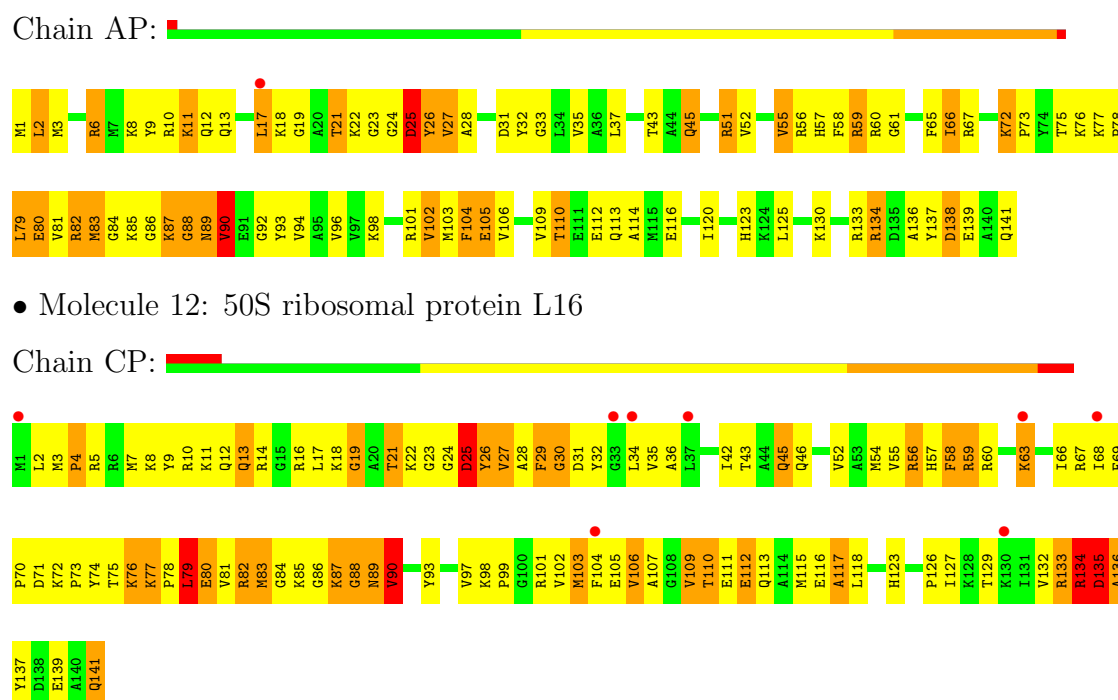 Chain AP:
M1 L2 M3 R6 M7 K8 Y9 R10 K11 Q12 Q13 L17 K18 G19 A20 T21 K22 G23 G24 D25 Y26 V27 A28 D31 Y32 G33 L34 V35 A36 L37 T43 A44 Q45 R51 V52 V55 R56 H57 F58 R59 R60 G61 F65 I66 R67 K72 P73 Y74 T75 K76 K77 P78
L79 E80 V81 R82 M83 G84 K85 G86 K87 G88 N89 V90 E91 G92 Y93 V94 A95 V96 V97 K98 R101 V102 M103 F104 E105 V106 V109 T110 E111 E112 Q113 A114 M115 E116 I120 H123 K124 L125 K130 R133 R134 D135 A136 Y137 D138 E139 A140 Q141
• Molecule 12: 50S ribosomal protein L16
Chain CP:
M1 L2 M3 P4 R5 R6 M7 K8 Y9 R10 K11 Q12 Q13 R14 G15 R16 L17 K18 G19 A20 T21 K22 G23 G24 D25 Y26 V27 A28 F29 G30 D31 Y32 G33 L34 V35 A36 L37 I42 T43 A44 Q45 Q46 V52 A53 M54 V55 R56 H57 F58 R59 R60 K63 I66 R67 I68 F69
P70 D71 K72 P73 Y74 T75 K76 K77 P78 L79 E80 V81 R82 M83 G84 K85 G86 K87 G88 N89 V90 Y93 V97 K98 P99 G100 R101 V102 M103 F104 E105 V106 A107 G108 V109 T110 E111 E112 Q113 A114 M115 E116 A117 L118 H123 P126 I127 K128 T129 K130 I131 V132 R133 R134 D135 A136
Y137 D138 E139 A140 Q141